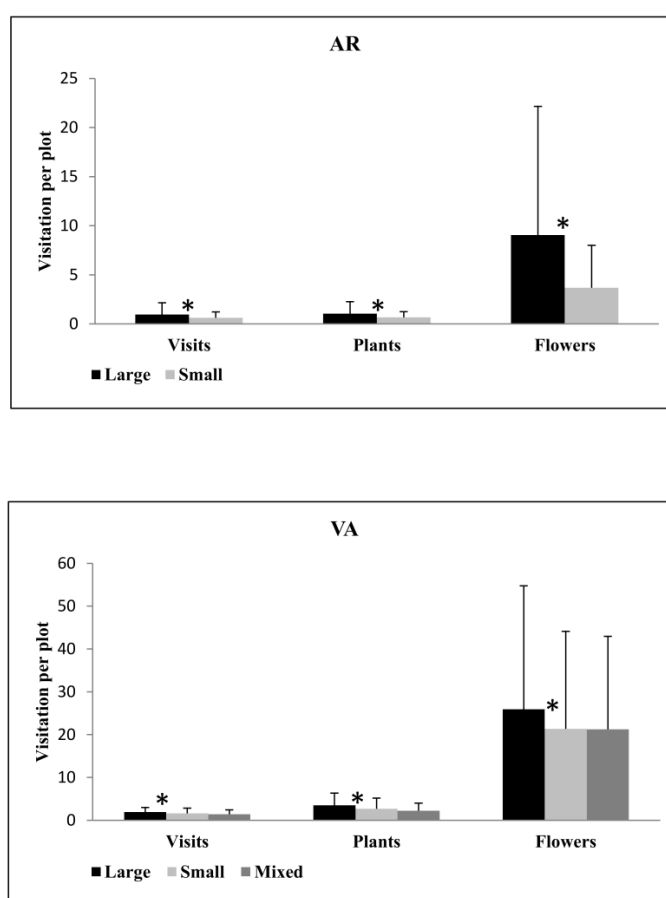 AR
Visitation per plot
25
20
15
10
5
0
* * *
Visits Plants Flowers
Large Small
VA
Visitation per plot
60
50
40
30
20
10
0
* * *
Visits Plants Flowers
Large Small Mixed